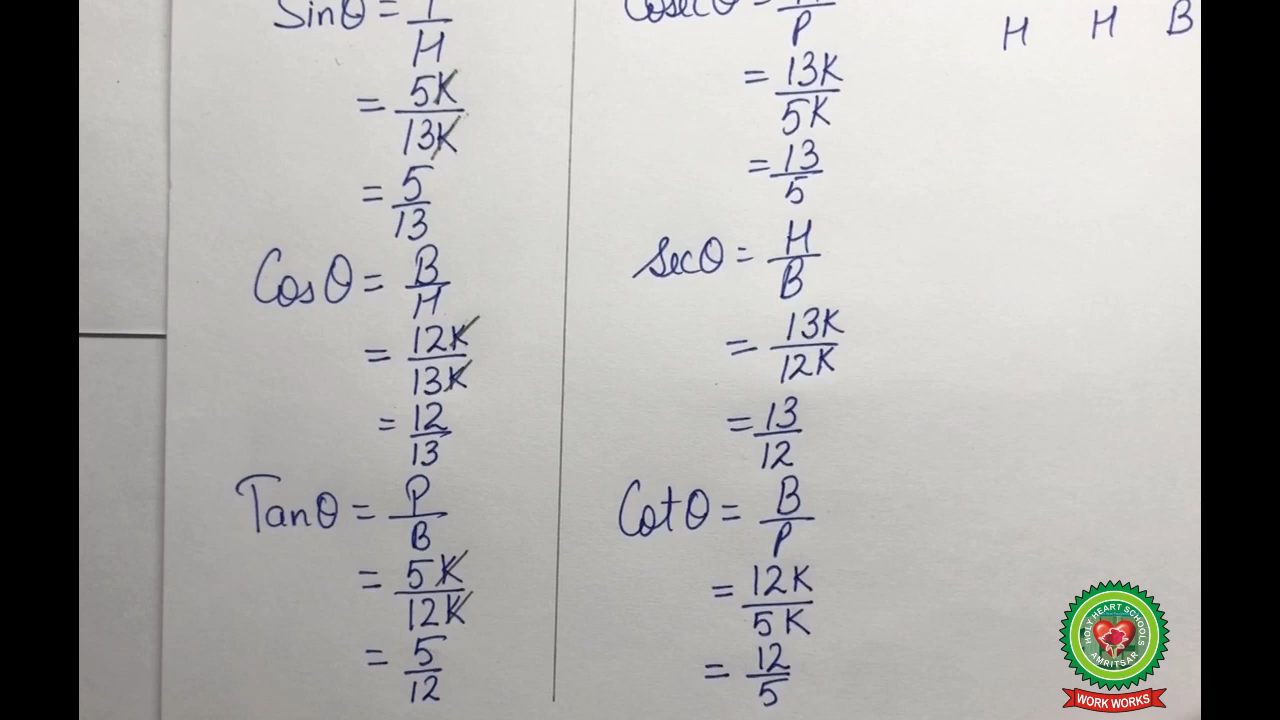 Sinθ = P/H
= 5K/13K
= 5/13
Cosθ = B/H
= 12K/13K
= 12/13
Tanθ = P/B
= 5K/12K
= 5/12
Cosecθ = H/P
= 13K/5K
= 13/5
Secθ = H/B
= 13K/12K
= 13/12
Cotθ = B/P
= 12K/5K
= 12/5
H H B
HOLY HEART SCHOOLS
AMRITSAR
WORK WORKS